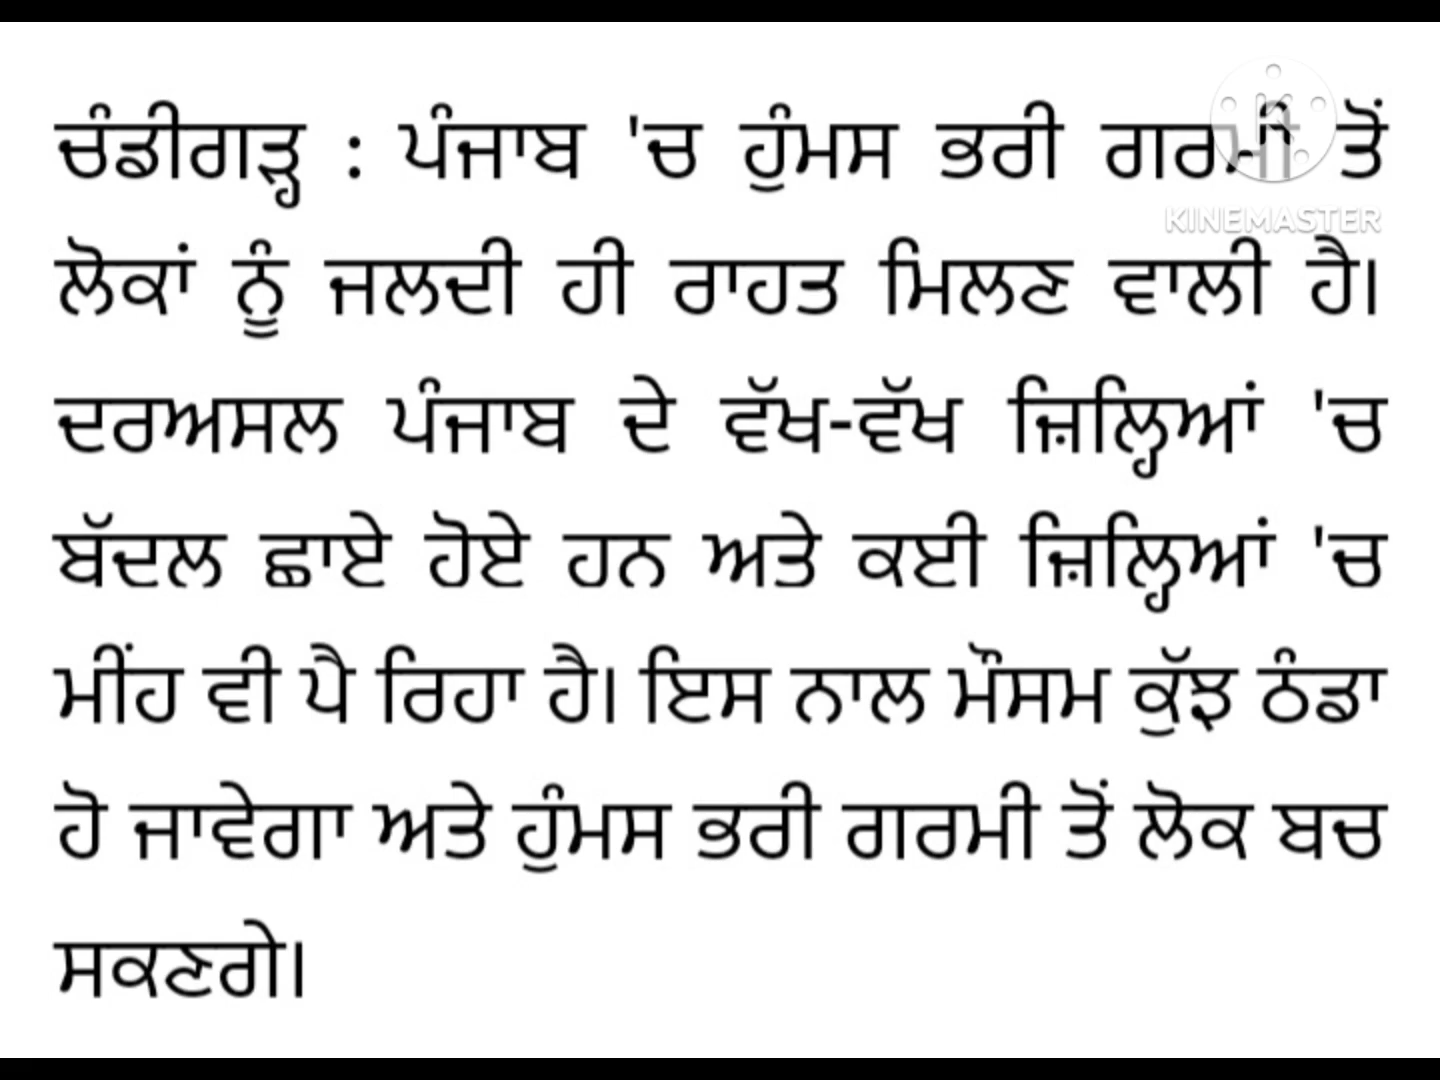 ਚੰਡੀਗੜ੍ਹ : ਪੰਜਾਬ 'ਚ ਹੁੰਮਸ ਭਰੀ ਗਰਮੀ ਤੋਂ
KINEMASTER
ਲੋਕਾਂ ਨੂੰ ਜਲਦੀ ਹੀ ਰਾਹਤ ਮਿਲਣ ਵਾਲੀ ਹੈ।
ਦਰਅਸਲ ਪੰਜਾਬ ਦੇ ਵੱਖ-ਵੱਖ ਜ਼ਿਲ੍ਹਿਆਂ 'ਚ
ਬੱਦਲ ਛਾਏ ਹੋਏ ਹਨ ਅਤੇ ਕਈ ਜ਼ਿਲ੍ਹਿਆਂ 'ਚ
ਮੀਂਹ ਵੀ ਪੈ ਰਿਹਾ ਹੈ। ਇਸ ਨਾਲ ਮੌਸਮ ਕੁੱਝ ਠੰਡਾ
ਹੋ ਜਾਵੇਗਾ ਅਤੇ ਹੁੰਮਸ ਭਰੀ ਗਰਮੀ ਤੋਂ ਲੋਕ ਬਚ
ਸਕਣਗੇ।